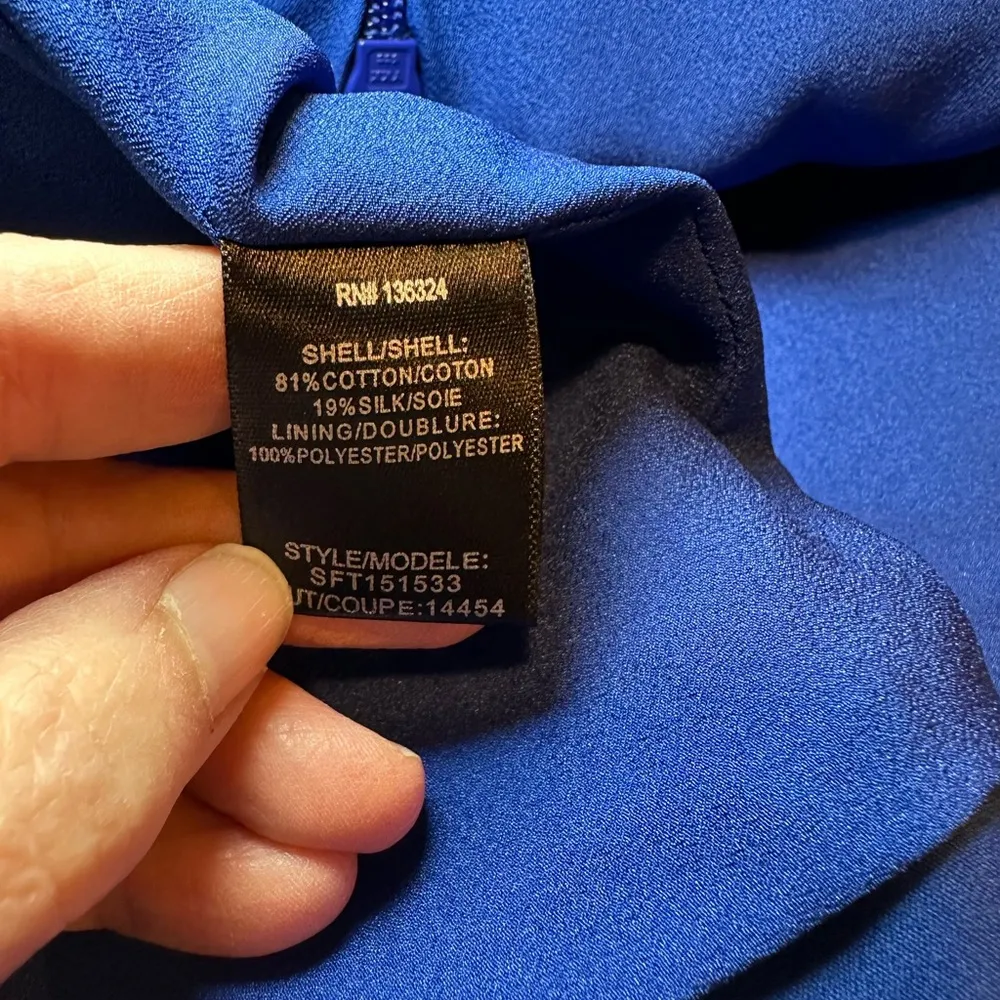 RN# 136324
SHELL/SHELL:
81%COTTON/COTON
19%SILK/SOIE
LINING/DOUBLURE:
100%POLYESTER/POLYESTER
STYLE/MODELE:
SFT151533
UT/COUPE:14454